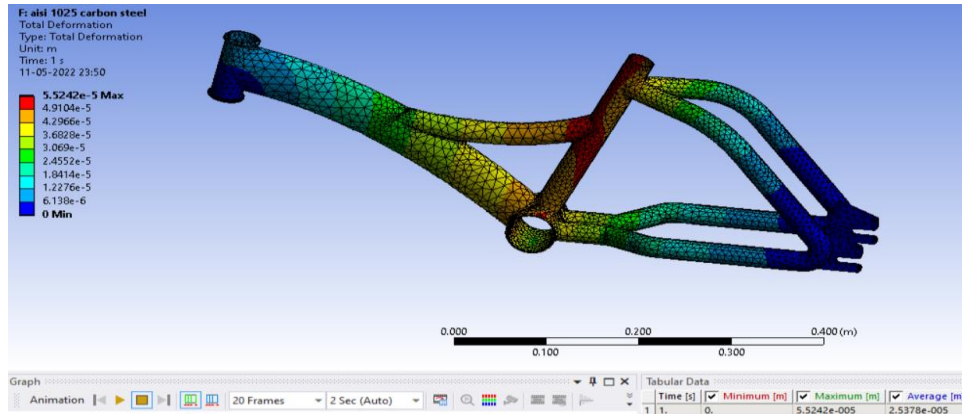 F: aisi 1025 carbon steel
Total Deformation
Type: Total Deformation
Unit: m
Time: 1 s
11-05-2022 23:50
5.5242e-5 Max
4.9104e-5
4.2966e-5
3.6828e-5
3.069e-5
2.4552e-5
1.8414e-5
1.2276e-5
6.138e-6
0 Min
0.000 0.200 0.400 (m)
0.100 0.300
Graph
Animation 20 Frames 2 Sec (Auto)
Tabular Data
Time [s] Minimum [m] Maximum [m] Average [m
1 1. 0. 5.5242e-005 2.5378e-005